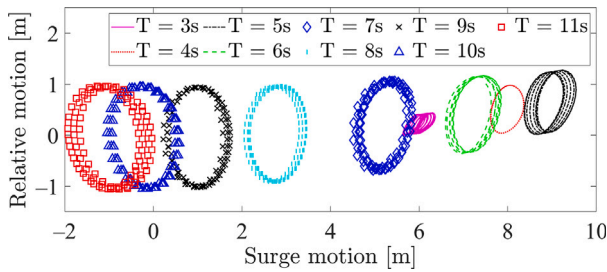 T = 3s T = 5s T = 7s T = 9s T = 11s
T = 4s T = 6s T = 8s T = 10s
Relative motion [m]
1
0
−1
−2 0 2 4 6 8 10
Surge motion [m]